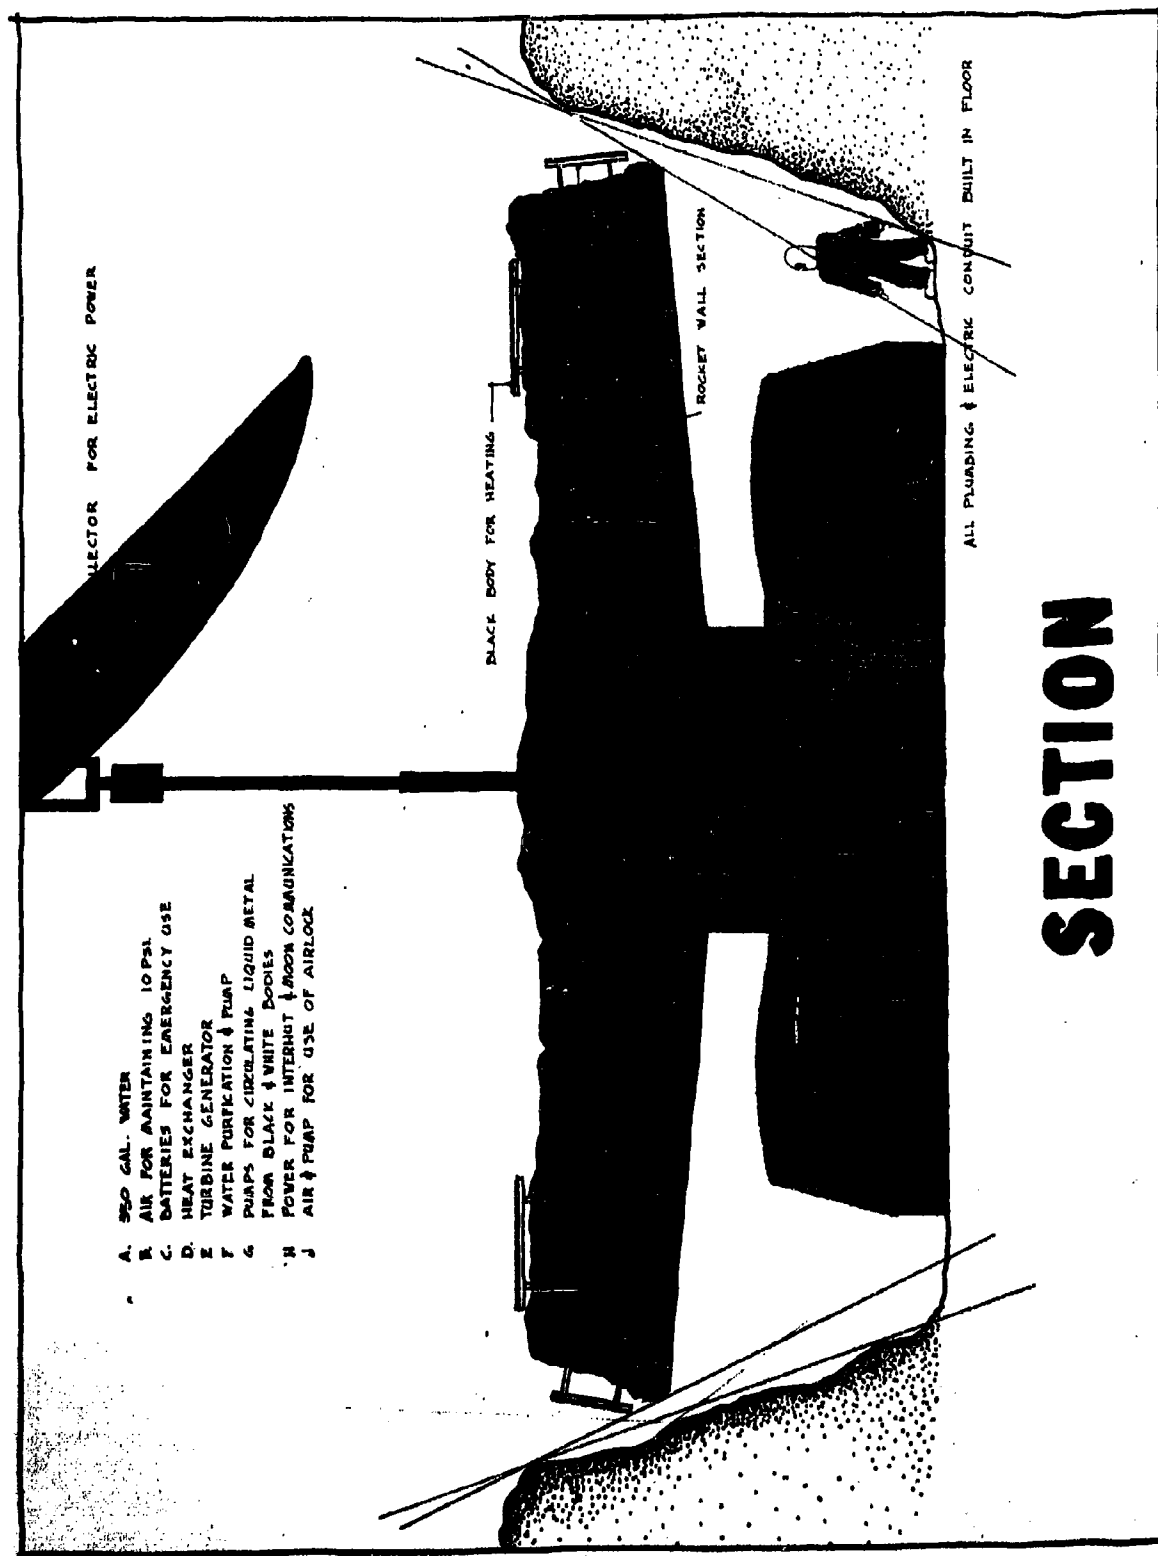 LLECTOR FOR ELECTRIC POWER
A. 350 GAL. WATER
B AIR FOR MAINTAINING 10 PSI.
C. BATTERIES FOR EMERGENCY USE
D. HEAT EXCHANGER
E TURBINE GENERATOR
F WATER PURFICATION & PUMP
G PUMPS FOR CIRCULATING LIQUID METAL
FROM BLACK & WHITE BODIES
H POWER FOR INTERHUT & MOON COMMUNICATIONS
J AIR & PUMP FOR USE OF AIRLOCK
BLACK BODY FOR HEATING
ROCKET WALL SECTION
ALL PLUMBING & ELECTRIC CONDUIT BUILT IN FLOOR
SECTION